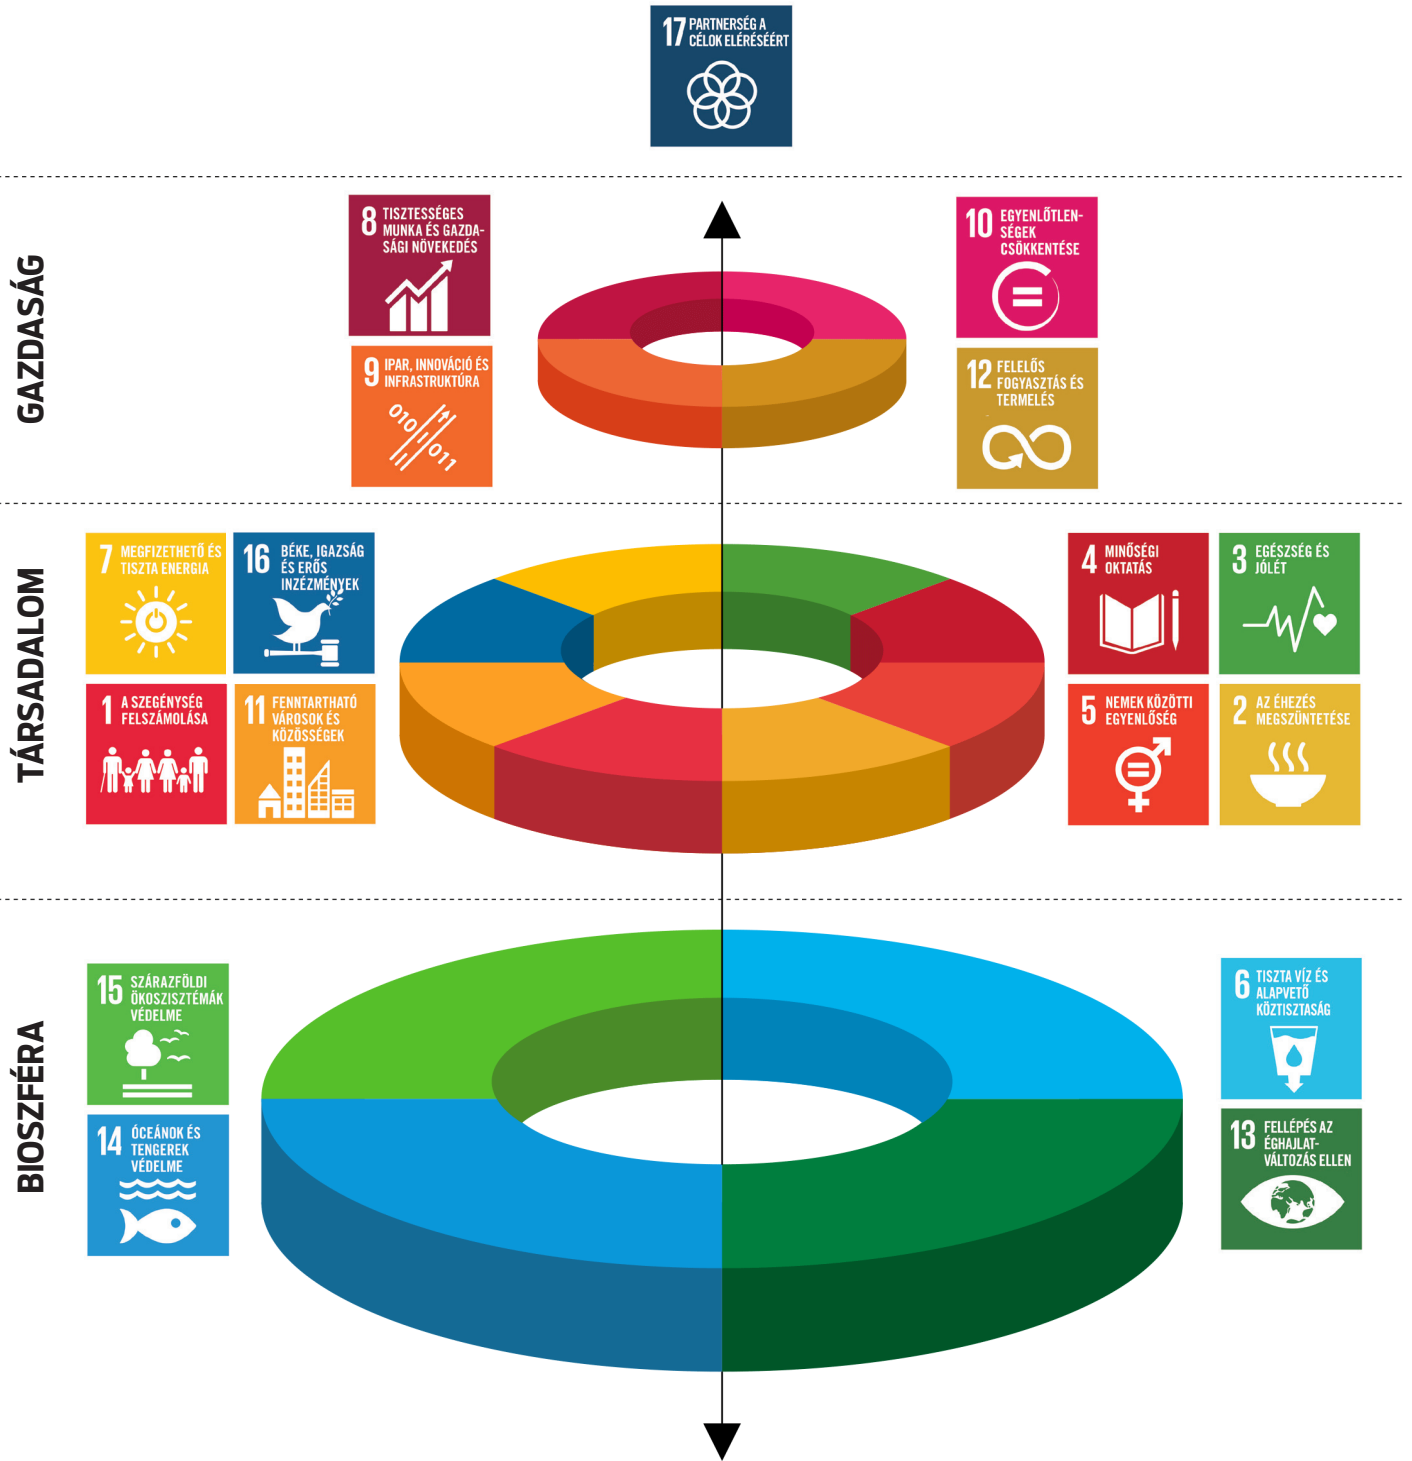 17 PARTNERSÉG A
CÉLOK ELÉRÉSÉÉRT
GAZDASÁG
8 TISZTESSÉGES
MUNKA ÉS GAZDA-
SÁGI NÖVEKEDÉS
10 EGYENLŐTLEN-
SÉGEK
CSÖKKENTÉSE
9 IPAR, INNOVÁCIÓ ÉS
INFRASTRUKTÚRA
010
011
12 FELELŐS
FOGYASZTÁS ÉS
TERMELÉS
TÁRSADALOM
7 MEGFIZETHETŐ ÉS
TISZTA ENERGIA
16 BÉKE, IGAZSÁG
ÉS ERŐS
INZÉZMÉNYEK
4 MINŐSÉGI
OKTATÁS
3 EGÉSZSÉG ÉS
JÓLÉT
1 A SZEGÉNYSÉG
FELSZÁMOLÁSA
11 FENNTARTHATÓ
VÁROSOK ÉS
KÖZÖSSÉGEK
5 NEMEK KÖZÖTTI
EGYENLŐSÉG
2 AZ ÉHEZÉS
MEGSZÜNTETÉSE
BIOSZFÉRA
15 SZÁRAZFÖLDI
ÖKOSZISZTÉMÁK
VÉDELME
6 TISZTA VÍZ ÉS
ALAPVETŐ
KÖZTISZTASÁG
14 ÓCEÁNOK ÉS
TENGEREK
VÉDELME
13 FELLÉPÉS AZ
ÉGHAJLAT-
VÁLTOZÁS ELLEN